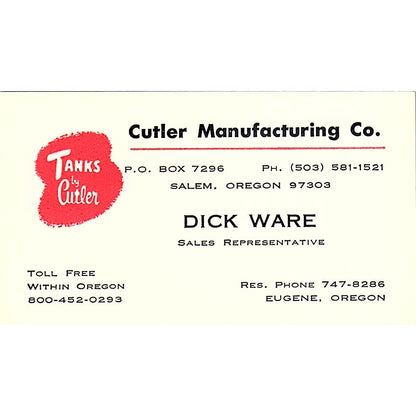 Cutler Manufacturing Co.
TANKS
by
Cutler
P.O. BOX 7296 PH. (503) 581-1521
SALEM, OREGON 97303
DICK WARE
SALES REPRESENTATIVE
TOLL FREE
WITHIN OREGON
800-452-0293
RES. PHONE 747-8286
EUGENE, OREGON